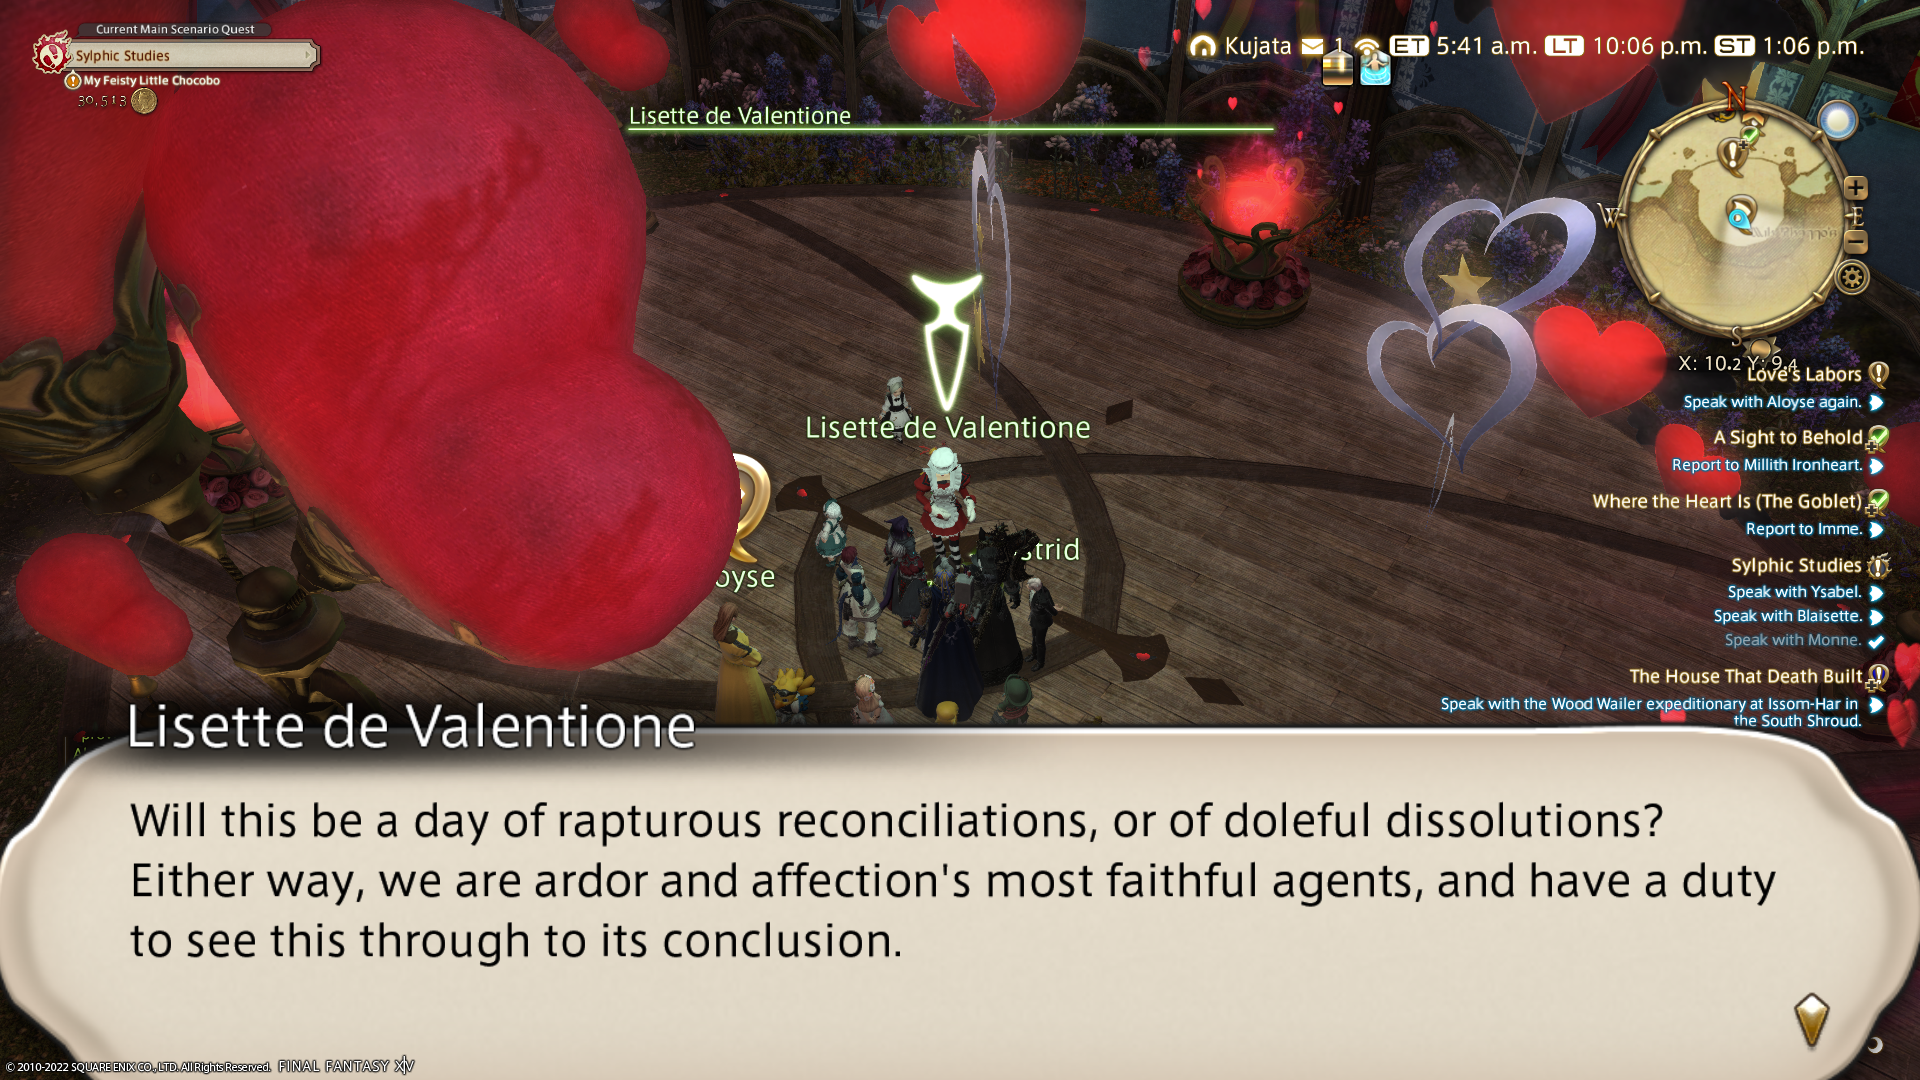 Current Main Scenario Quest
Sylphic Studies
My Feisty Little Chocobo
30,513
Kujata 1 ET 5:41 a.m. LT 10:06 p.m. ST 1:06 p.m.
Lisette de Valentione
N
W
E
S
X: 10.2 Y: 9.4
Love's Labors
Speak with Aloyse again.
A Sight to Behold
Report to Millith Ironheart.
Where the Heart Is (The Goblet)
Report to Imme.
Sylphic Studies
Speak with Ysabel.
Speak with Blaisette.
Speak with Monne.
The House That Death Built
Speak with the Wood Wailer expeditionary at Issom-Har in
the South Shroud.
Lisette de Valentione
strid
oyse
Lisette de Valentione
Will this be a day of rapturous reconciliations, or of doleful dissolutions?
Either way, we are ardor and affection's most faithful agents, and have a duty
to see this through to its conclusion.
© 2010-2022 SQUARE ENIX CO., LTD. All Rights Reserved. FINAL FANTASY XIV